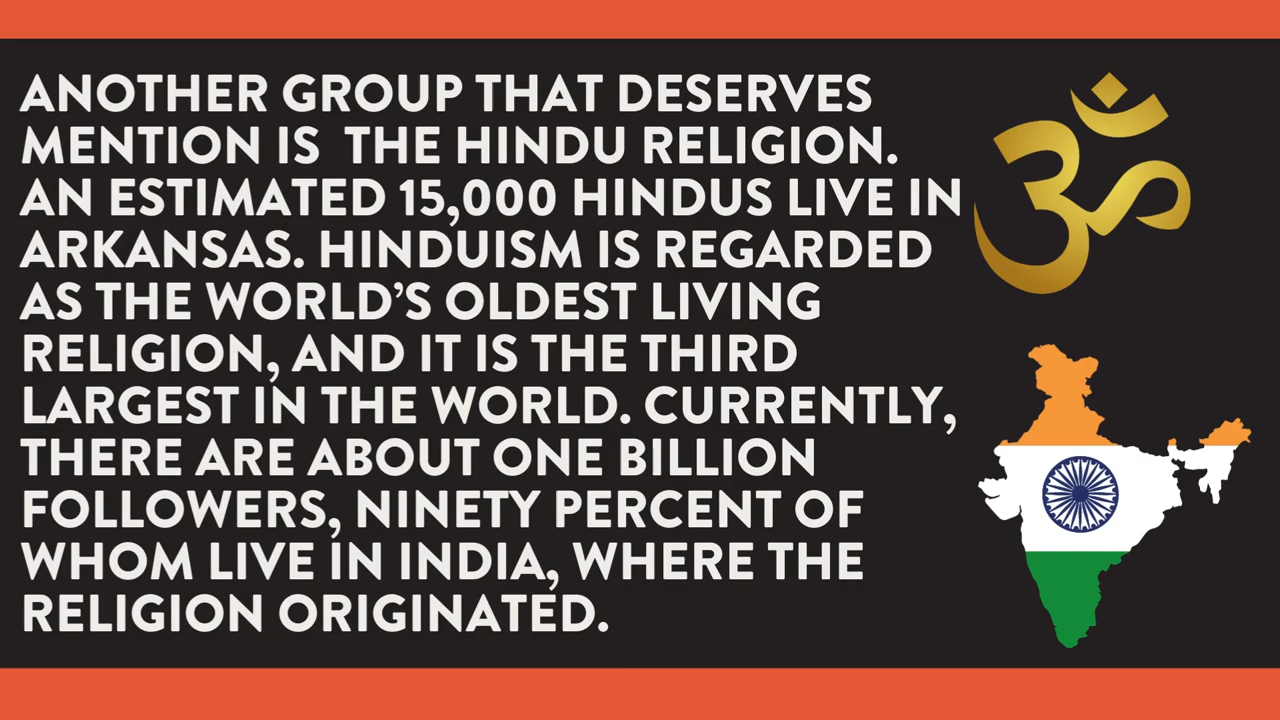 ANOTHER GROUP THAT DESERVES
MENTION IS  THE HINDU RELIGION.
AN ESTIMATED 15,000 HINDUS LIVE IN
ARKANSAS. HINDUISM IS REGARDED
AS THE WORLD’S OLDEST LIVING
RELIGION, AND IT IS THE THIRD
LARGEST IN THE WORLD. CURRENTLY,
THERE ARE ABOUT ONE BILLION
FOLLOWERS, NINETY PERCENT OF
WHOM LIVE IN INDIA, WHERE THE
RELIGION ORIGINATED.
ॐ